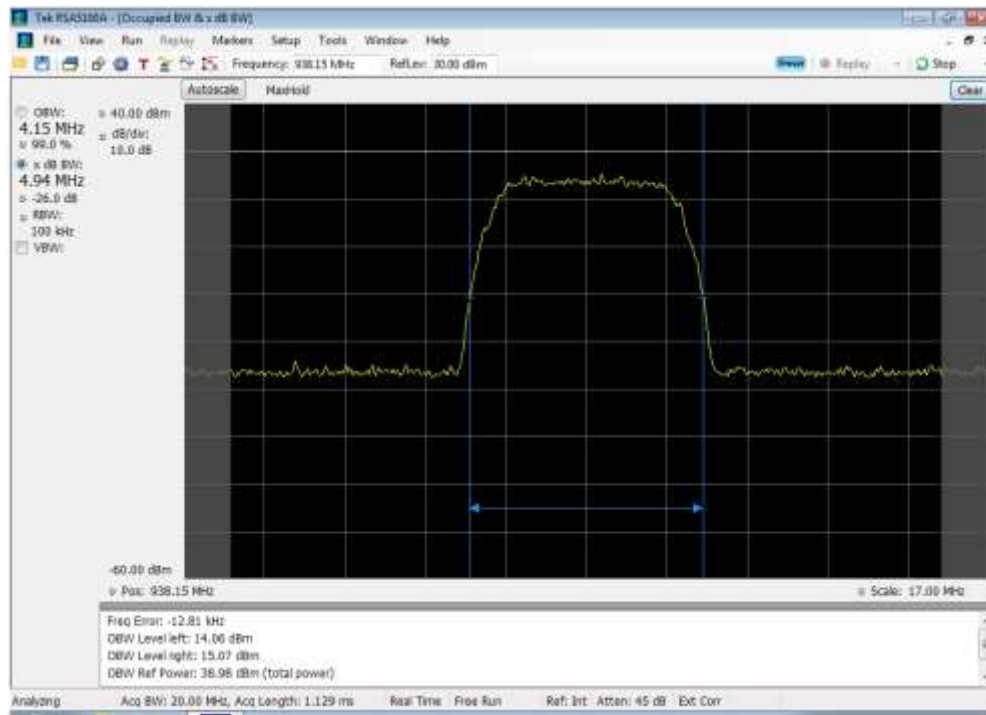 Tek RSA5100A - [Occupied BW & x dB BW]
File View Run Replay Markers Setup Tools Window Help
Frequency: 938.15 MHz RefLev: 30.00 dBm Preset Replay Stop
Autoscale MaxHold Clear
OBW:
4.15 MHz
99.0 %
x dB BW:
4.94 MHz
-26.0 dB
RBW:
100 kHz
VBW:
40.00 dBm
dB/div:
10.0 dB
-60.00 dBm
Pos: 938.15 MHz Scale: 17.00 MHz
Freq Error: -12.81 kHz
OBW Level left: 14.06 dBm
OBW Level right: 15.07 dBm
OBW Ref Power: 36.98 dBm (total power)
Analyzing Acq BW: 20.00 MHz, Acq Length: 1.129 ms Real Time Free Run Ref: Int Atten: 45 dB Ext Corr